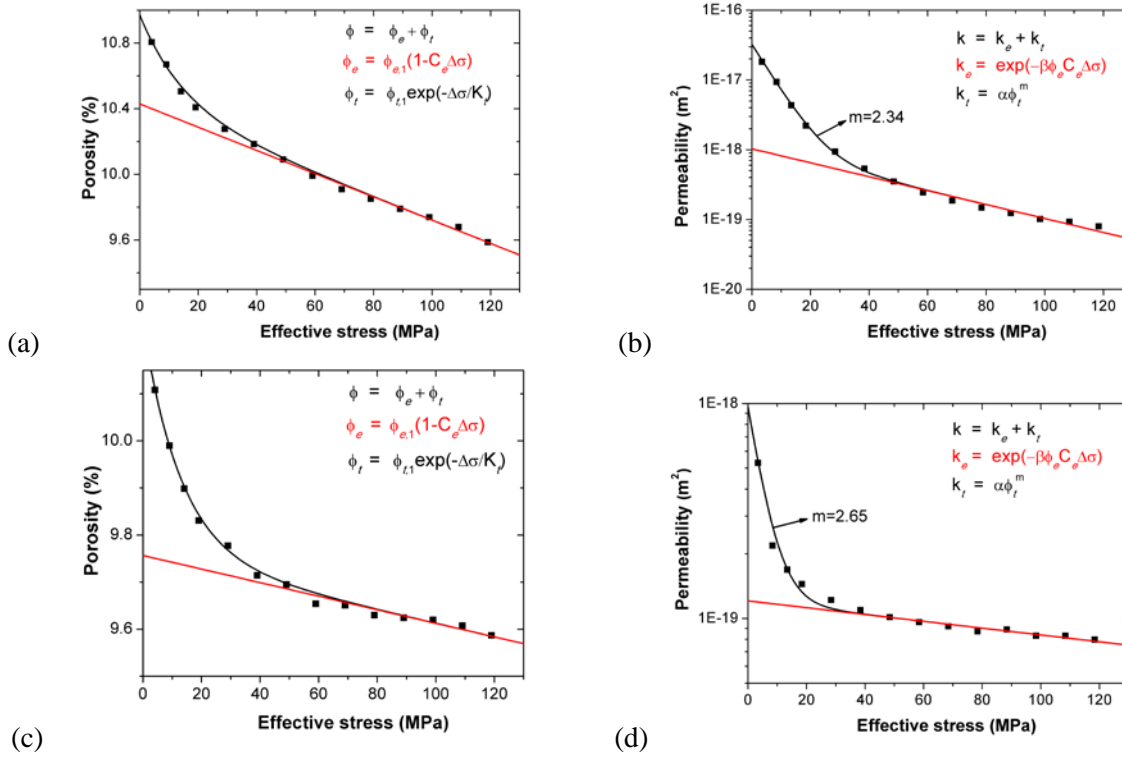 10.8
10.4
10.0
9.6
0 20 40 60 80 100 120
Porosity (%)
Effective stress (MPa)
ϕ = ϕe + ϕt
ϕe = ϕe,1(1-CeΔσ)
ϕt = ϕt,1exp(-Δσ/Kt)
(a)
1E-16
1E-17
1E-18
1E-19
1E-20
0 20 40 60 80 100 120
Permeability (m²)
Effective stress (MPa)
k = ke + kt
ke = exp(-βϕeCeΔσ)
kt = αϕt^m
m=2.34
(b)
10.0
9.8
9.6
0 20 40 60 80 100 120
Porosity (%)
Effective stress (MPa)
ϕ = ϕe + ϕt
ϕe = ϕe,1(1-CeΔσ)
ϕt = ϕt,1exp(-Δσ/Kt)
(c)
1E-18
1E-19
0 20 40 60 80 100 120
Permeability (m²)
Effective stress (MPa)
k = ke + kt
ke = exp(-βϕeCeΔσ)
kt = αϕt^m
m=2.65
(d)